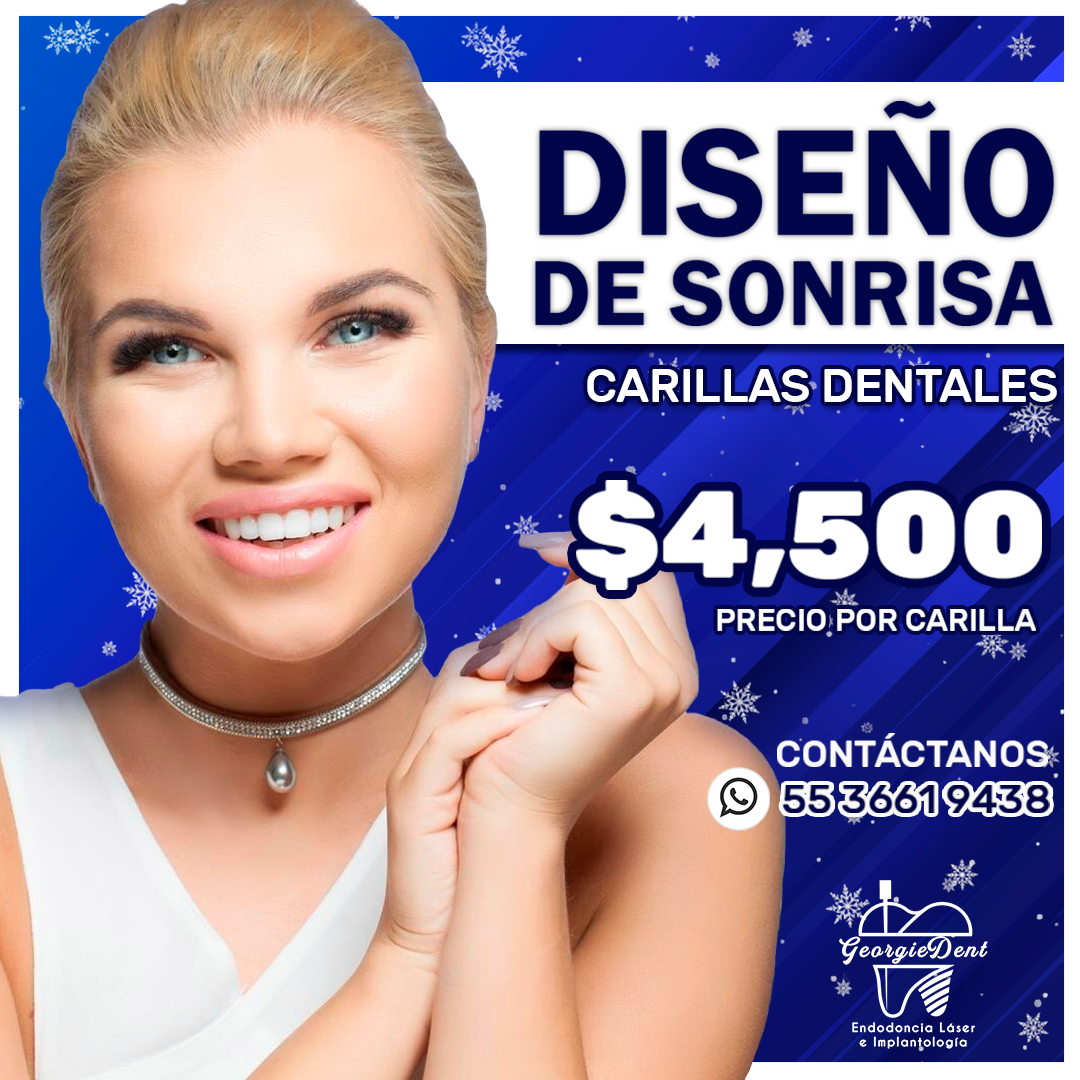 DISEÑO
DE SONRISA
CARILLAS DENTALES
$4,500
PRECIO POR CARILLA
CONTÁCTANOS
55 3661 9438
GeorgieDent
Endodoncia Láser
e Implantología